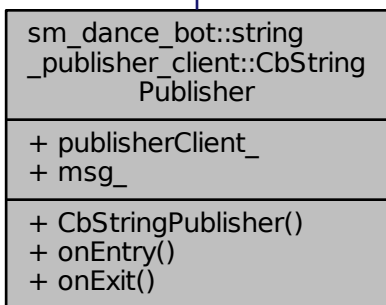 sm_dance_bot::string
_publisher_client::CbString
Publisher
+ publisherClient_
+ msg_
+ CbStringPublisher()
+ onEntry()
+ onExit()